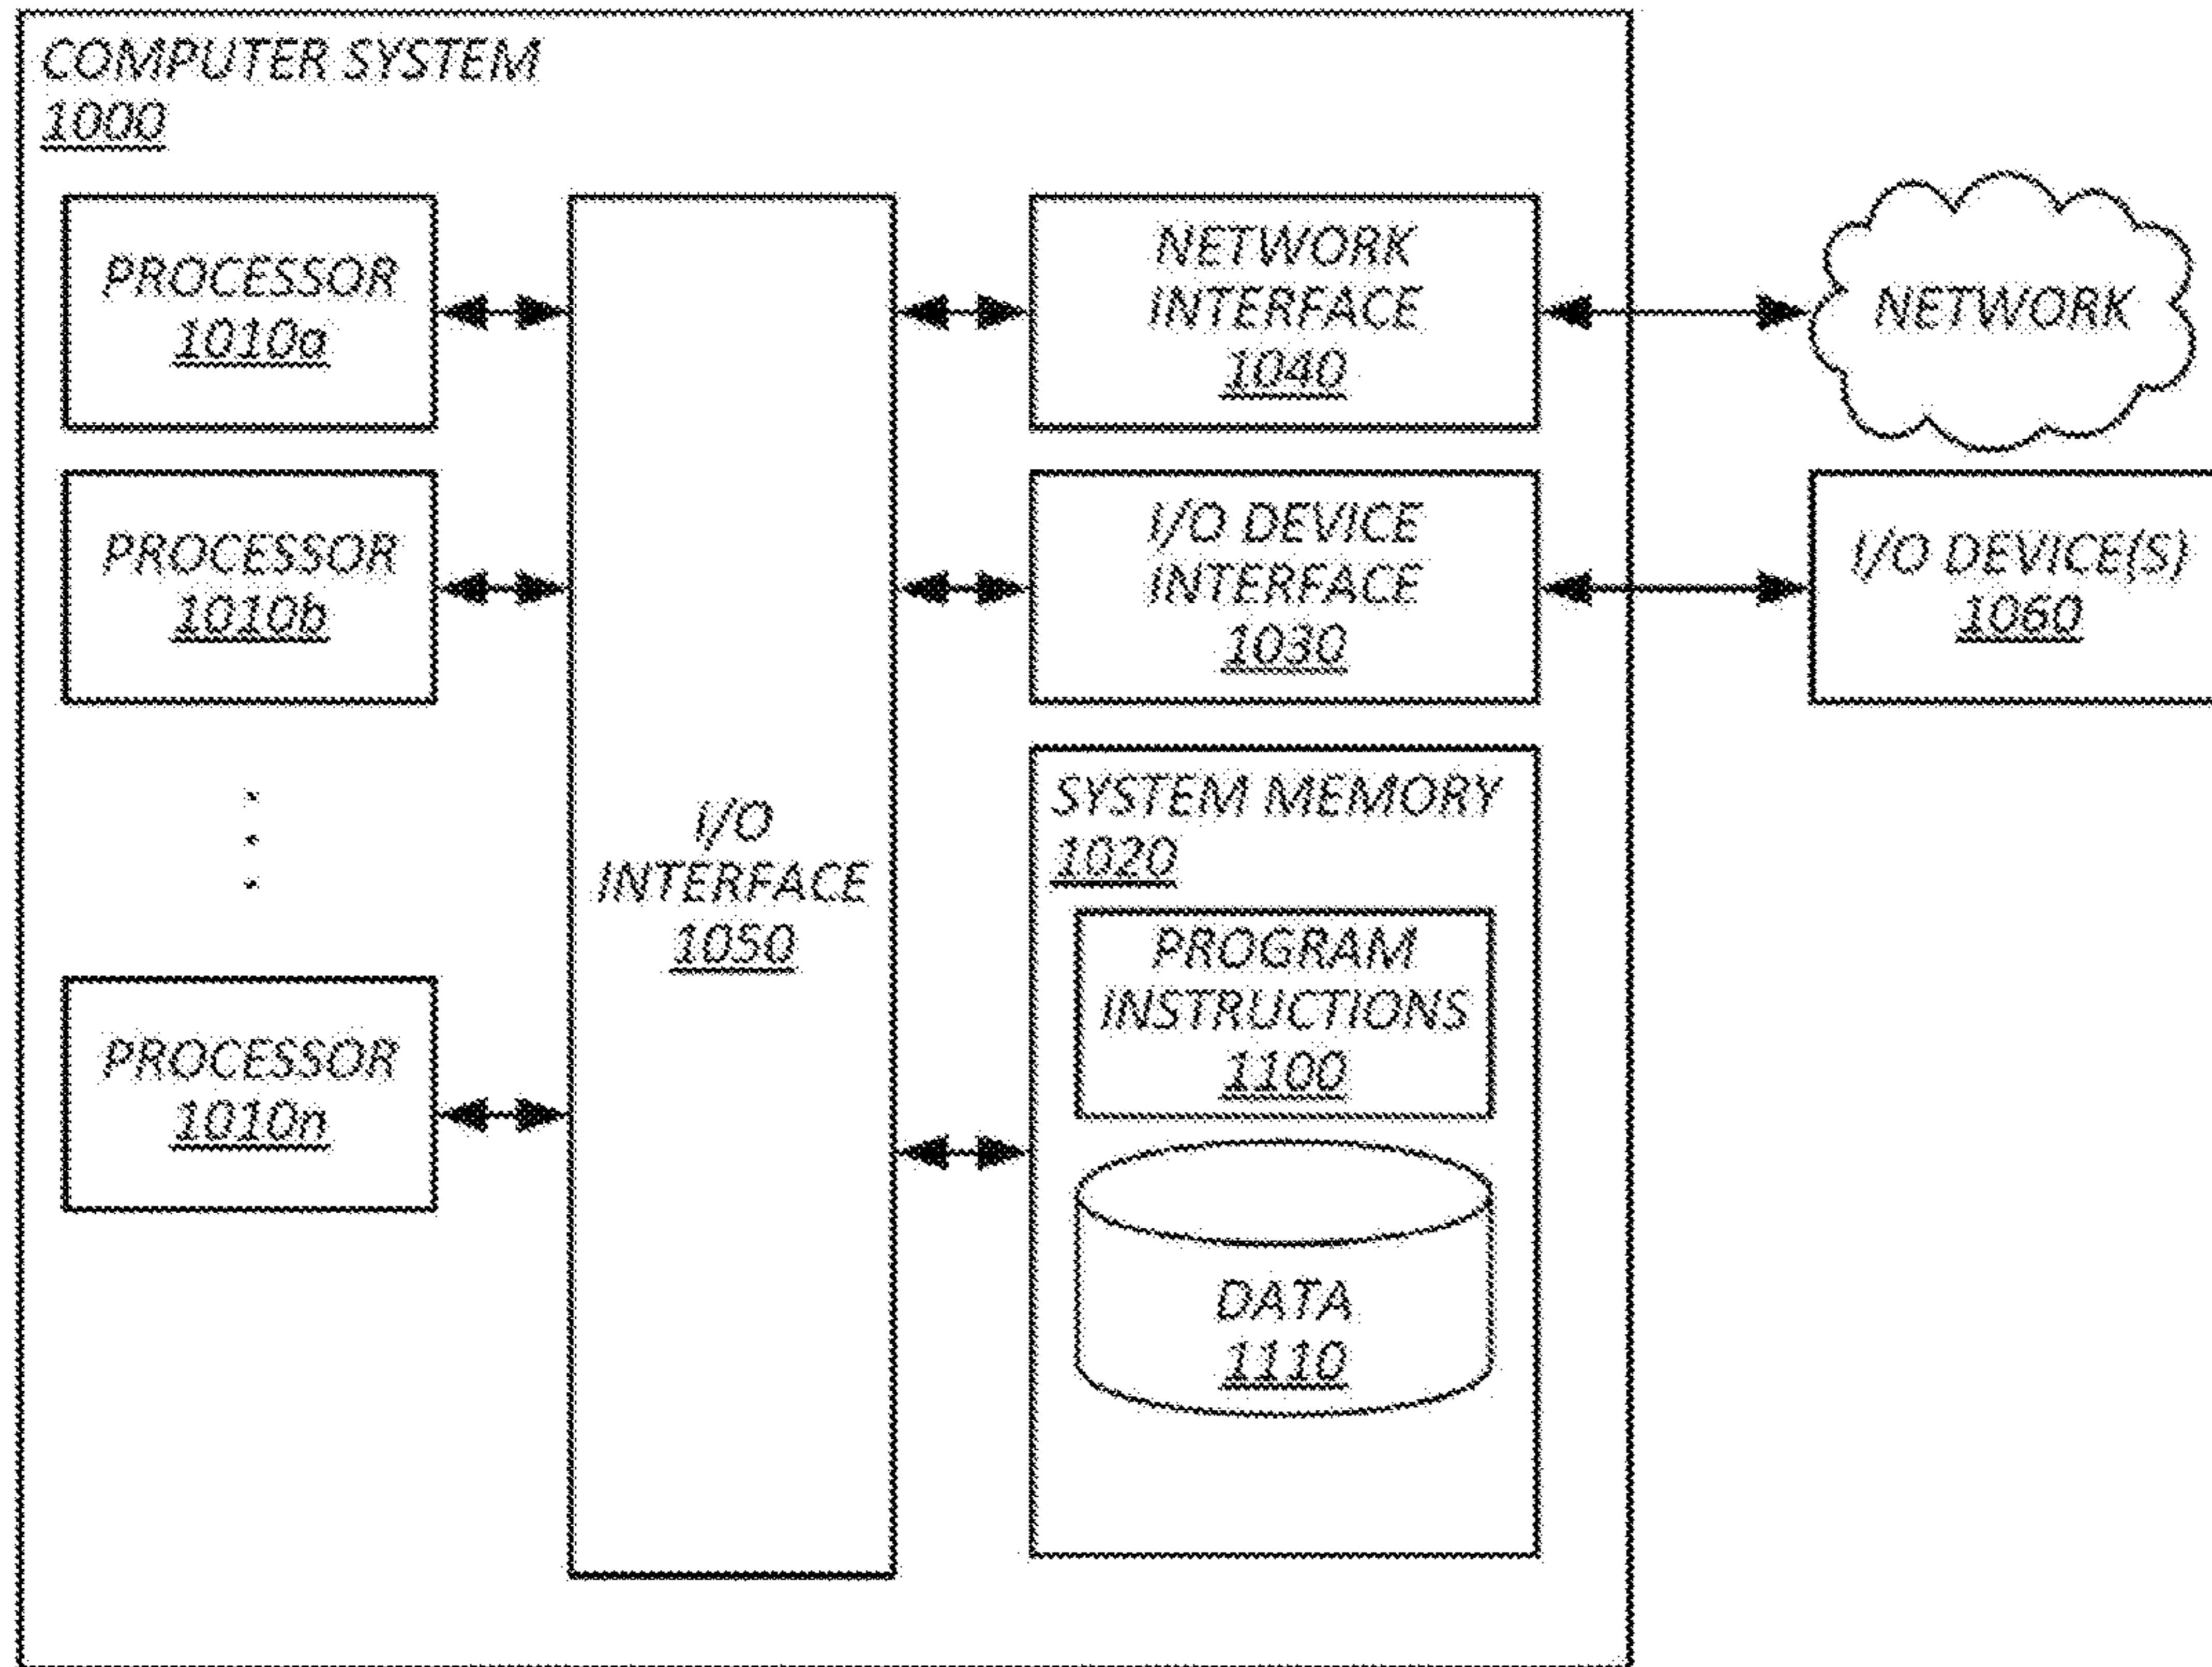 COMPUTER SYSTEM
1000
PROCESSOR
1010a
PROCESSOR
1010b
PROCESSOR
1010n
I/O
INTERFACE
1050
NETWORK
INTERFACE
1040
I/O DEVICE
INTERFACE
1030
SYSTEM MEMORY
1020
PROGRAM
INSTRUCTIONS
1100
DATA
1110
NETWORK
I/O DEVICE(S)
1060